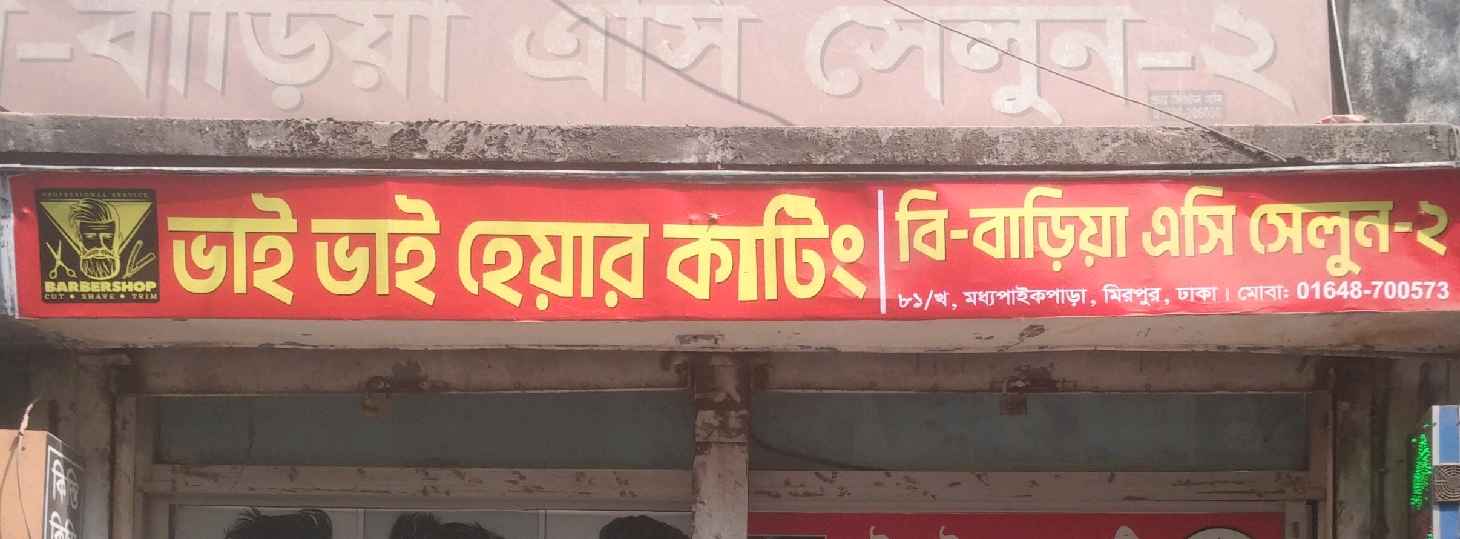 -বাড়িয়া এসি সেলুন-২
PROFESSIONAL SERVICE
BARBERSHOP
CUT • SHAVE • TRIM
ভাই ভাই হেয়ার কাটিং
বি-বাড়িয়া এসি সেলুন-২
৮১/খ, মধ্যপাইকপাড়া, মিরপুর, ঢাকা। মোবা: 01648-700573